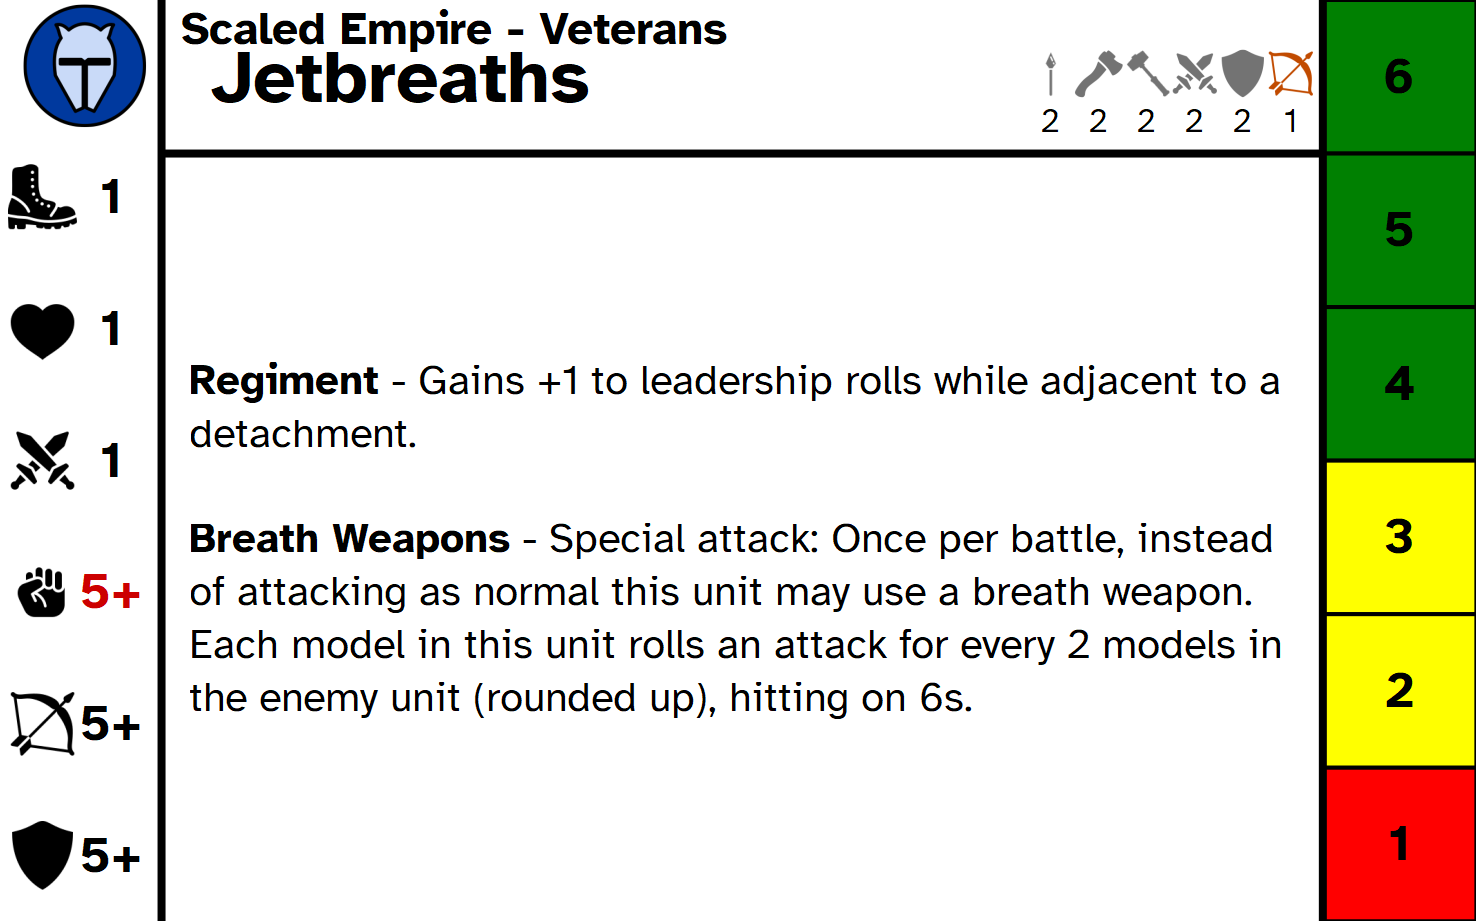 Scaled Empire - Veterans
Jetbreaths
2 2 2 2 2 1
1
1
1
5+
5+
5+
Regiment - Gains +1 to leadership rolls while adjacent to a
detachment.
Breath Weapons - Special attack: Once per battle, instead
of attacking as normal this unit may use a breath weapon.
Each model in this unit rolls an attack for every 2 models in
the enemy unit (rounded up), hitting on 6s.
6
5
4
3
2
1